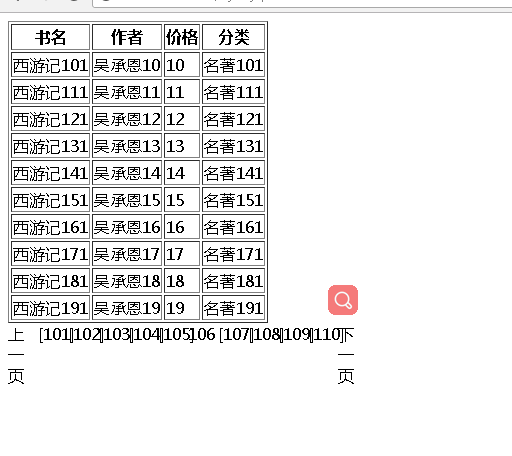 书名 作者 价格 分类
西游记101 吴承恩10 10 名著101
西游记111 吴承恩11 11 名著111
西游记121 吴承恩12 12 名著121
西游记131 吴承恩13 13 名著131
西游记141 吴承恩14 14 名著141
西游记151 吴承恩15 15 名著151
西游记161 吴承恩16 16 名著161
西游记171 吴承恩17 17 名著171
西游记181 吴承恩18 18 名著181
西游记191 吴承恩19 19 名著191
上一页 [101][102][103][104][105]106 [107][108][109][110]下一页